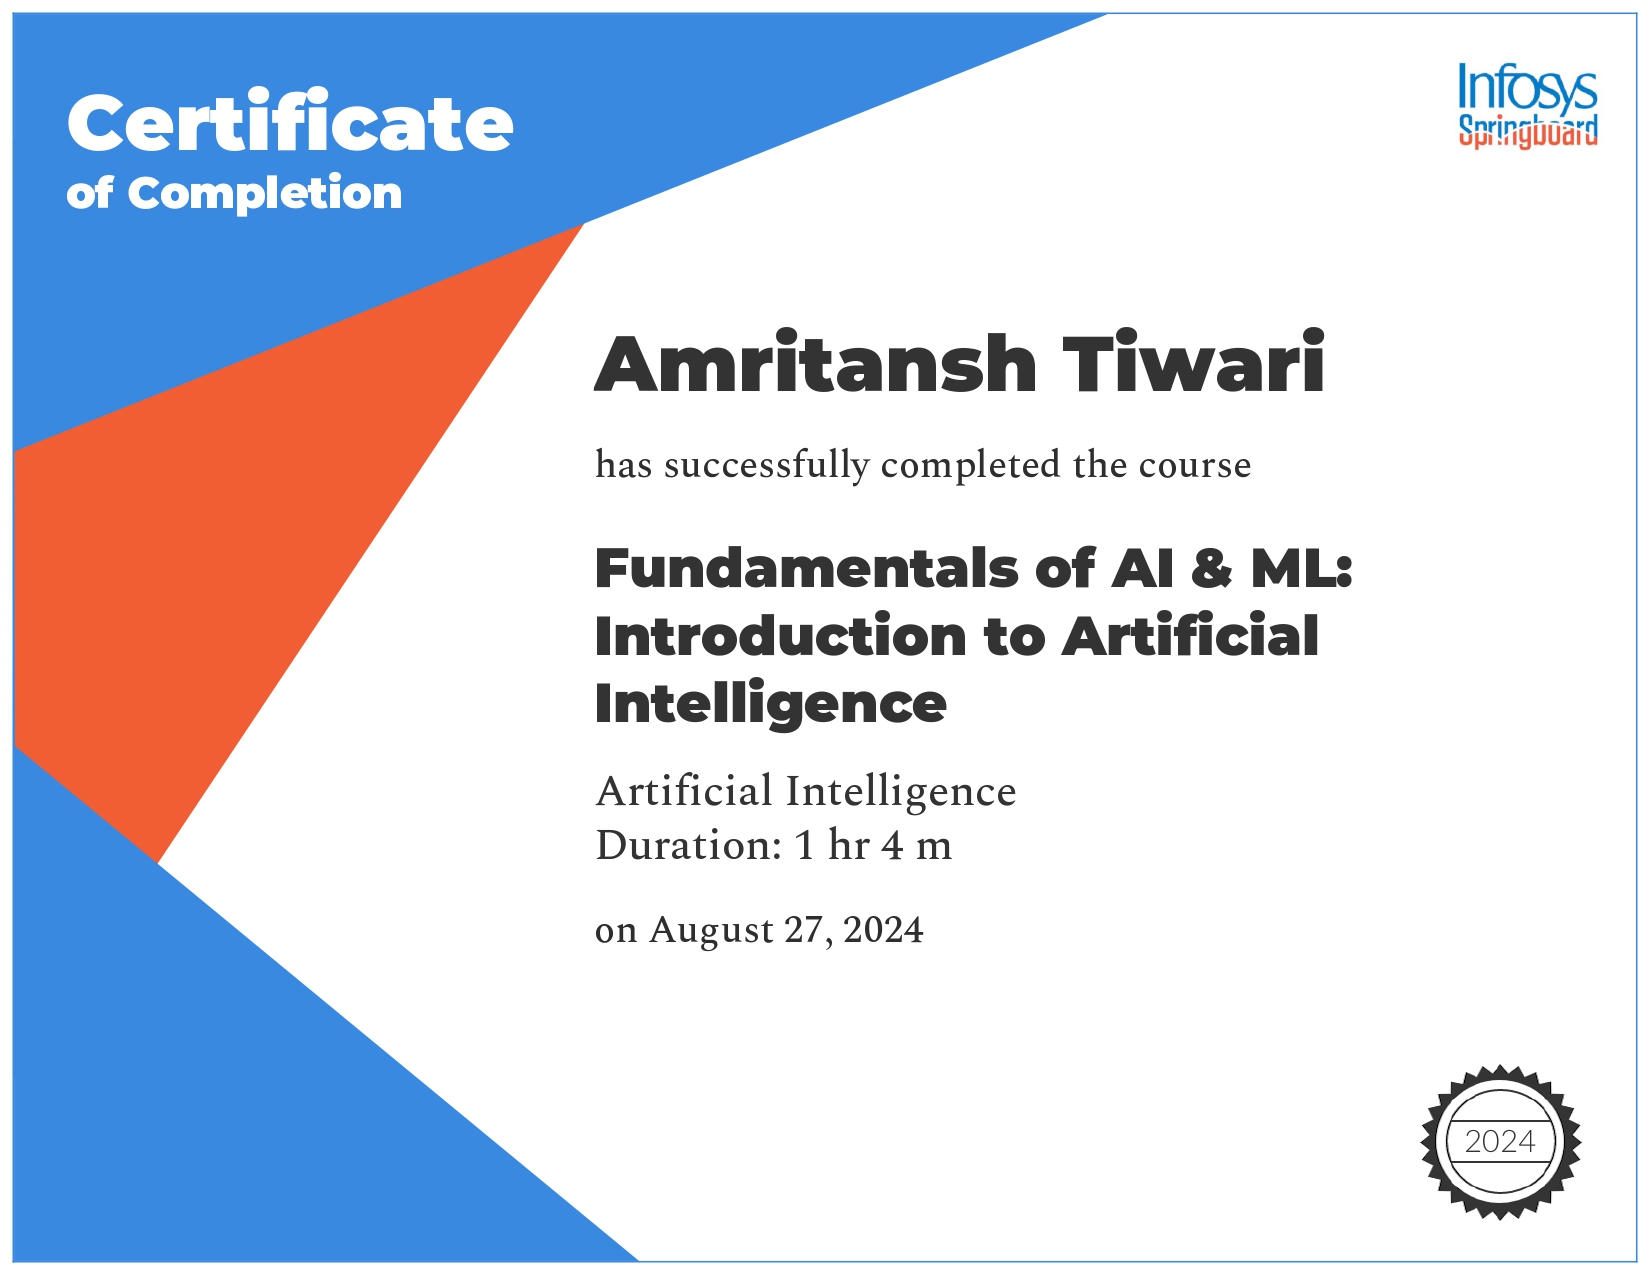 Certificate
of Completion
Infosys
Springboard
Amritansh Tiwari
has successfully completed the course
Fundamentals of AI & ML:
Introduction to Artificial
Intelligence
Artificial Intelligence
Duration: 1 hr 4 m
on August 27, 2024
2024